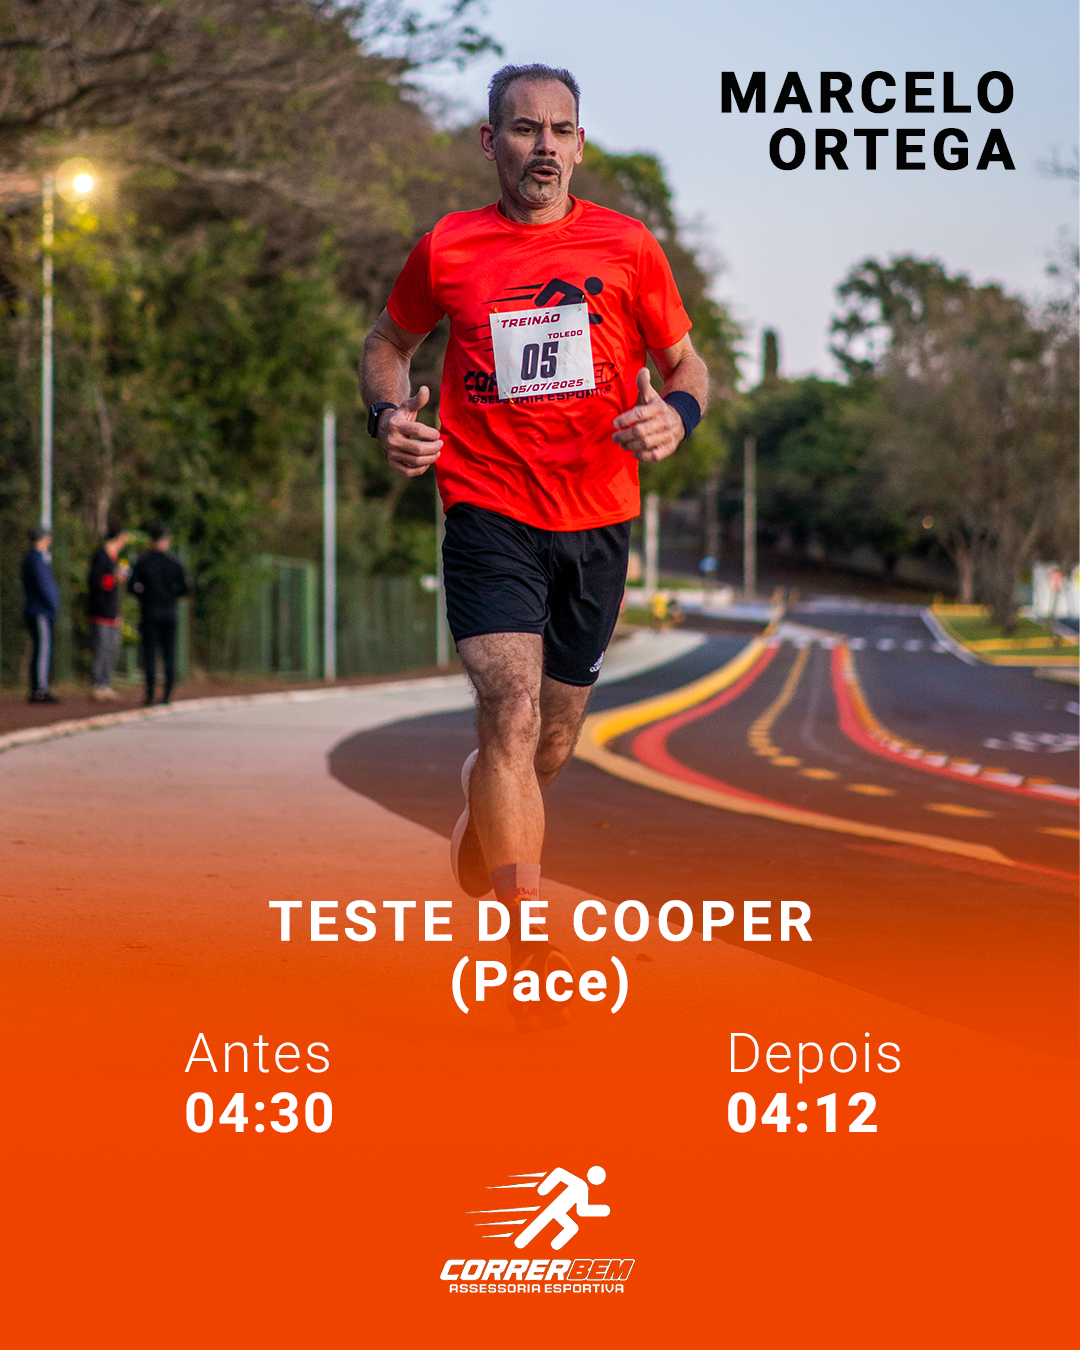 MARCELO
ORTEGA
TREINÃO
TOLEDO
05
05/07/2025
TESTE DE COOPER
(Pace)
Antes
04:30
Depois
04:12
CORRERBEM
ASSESSORIA ESPORTIVA